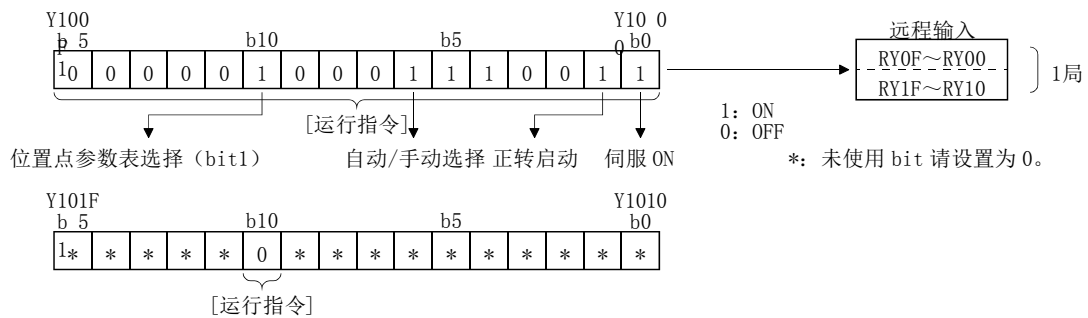 Y100F Y1000
b15 b10 b5 b0
0 0 0 0 0 1 0 0 0 1 1 1 0 0 1 1
[运行指令]
位置点参数表选择（bit1） 自动/手动选择 正转启动 伺服 ON
远程输入
RY0F～RY00
RY1F～RY10
1局
1：ON
0：OFF
*：未使用 bit 请设置为 0。
Y101F Y1010
b15 b10 b5 b0
* * * * * 0 * * * * * * * * * *
[运行指令]